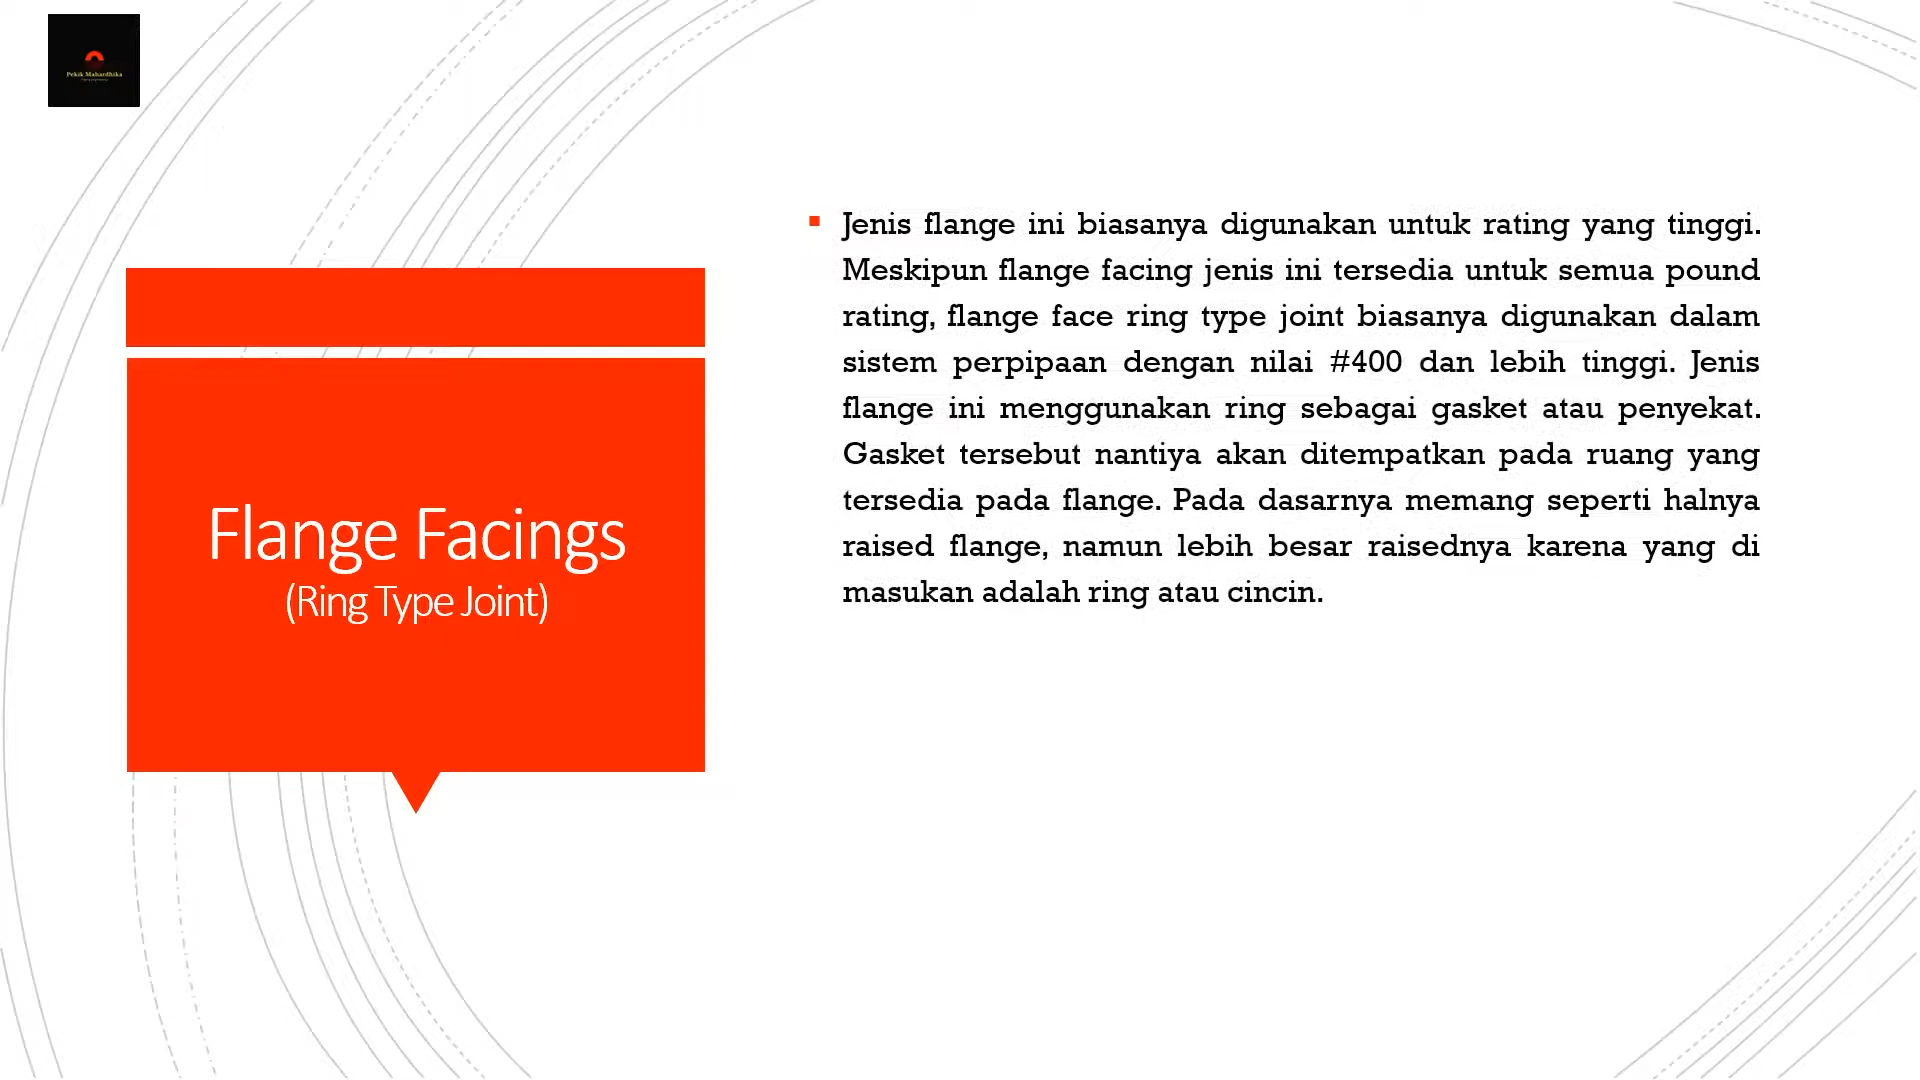 Pekik Mahardhika
Jenis flange ini biasanya digunakan untuk rating yang tinggi.
Meskipun flange facing jenis ini tersedia untuk semua pound
rating, flange face ring type joint biasanya digunakan dalam
sistem perpipaan dengan nilai #400 dan lebih tinggi. Jenis
flange ini menggunakan ring sebagai gasket atau penyekat.
Gasket tersebut nantiya akan ditempatkan pada ruang yang
tersedia pada flange. Pada dasarnya memang seperti halnya
raised flange, namun lebih besar raisednya karena yang di
masukan adalah ring atau cincin.
Flange Facings
(Ring Type Joint)